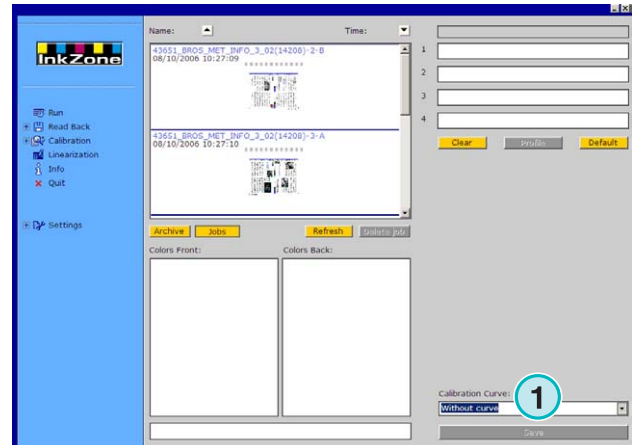 InkZone
Run
Read Back
Calibration
Linearization
Info
Quit
Settings
Name:
Time:
43651_BROS_MET_INFO_3_02(14208)-2-B
08/10/2006 10:27:09
43651_BROS_MET_INFO_3_02(14208)-3-A
08/10/2006 10:27:10
Archive
Jobs
Refresh
Delete job
Colors Front:
Colors Back:
1
2
3
4
Clear
Profile
Default
Calibration Curve:
1
Without curve
Save